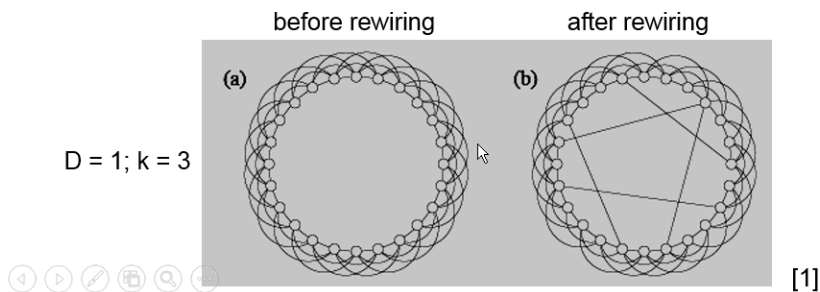 before rewiring
after rewiring
(a)
(b)
D = 1; k = 3
[1]